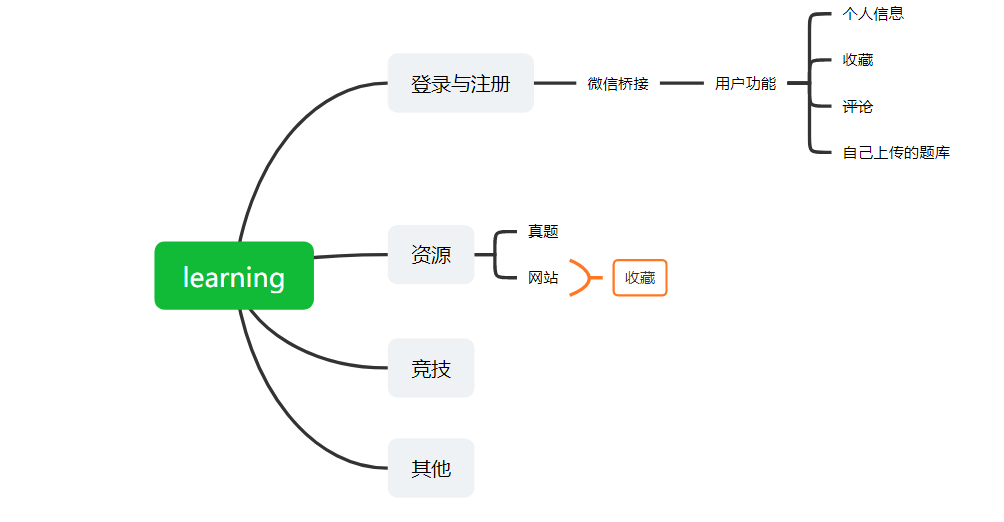 learning
登录与注册
微信桥接
用户功能
个人信息
收藏
评论
自己上传的题库
资源
真题
网站
收藏
竞技
其他